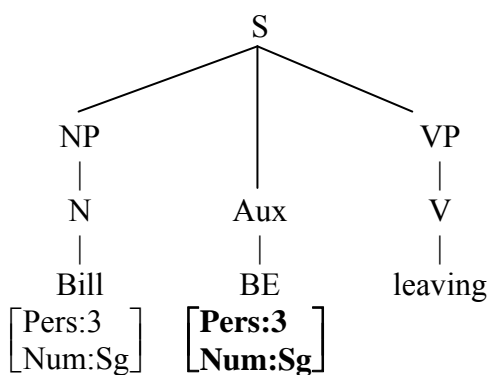 S
NP VP
N Aux V
Bill BE leaving
[Pers:3 [Pers:3
Num:Sg] Num:Sg]